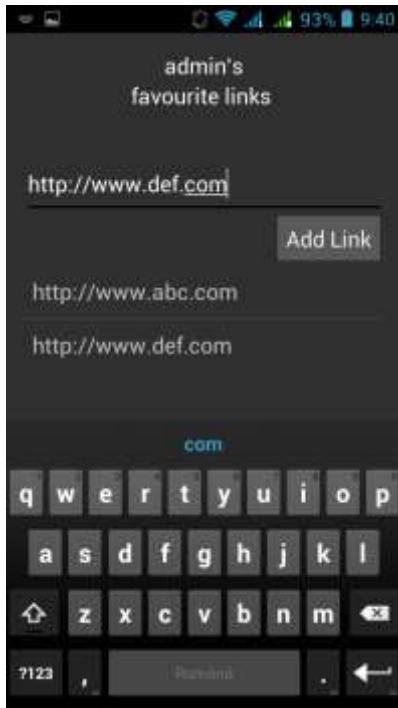 93% 9:40
admin's
favourite links
http://www.def.com
Add Link
http://www.abc.com
http://www.def.com
com
q w e r t y u i o p
a s d f g h j k l
z x c v b n m
?123 , Română .